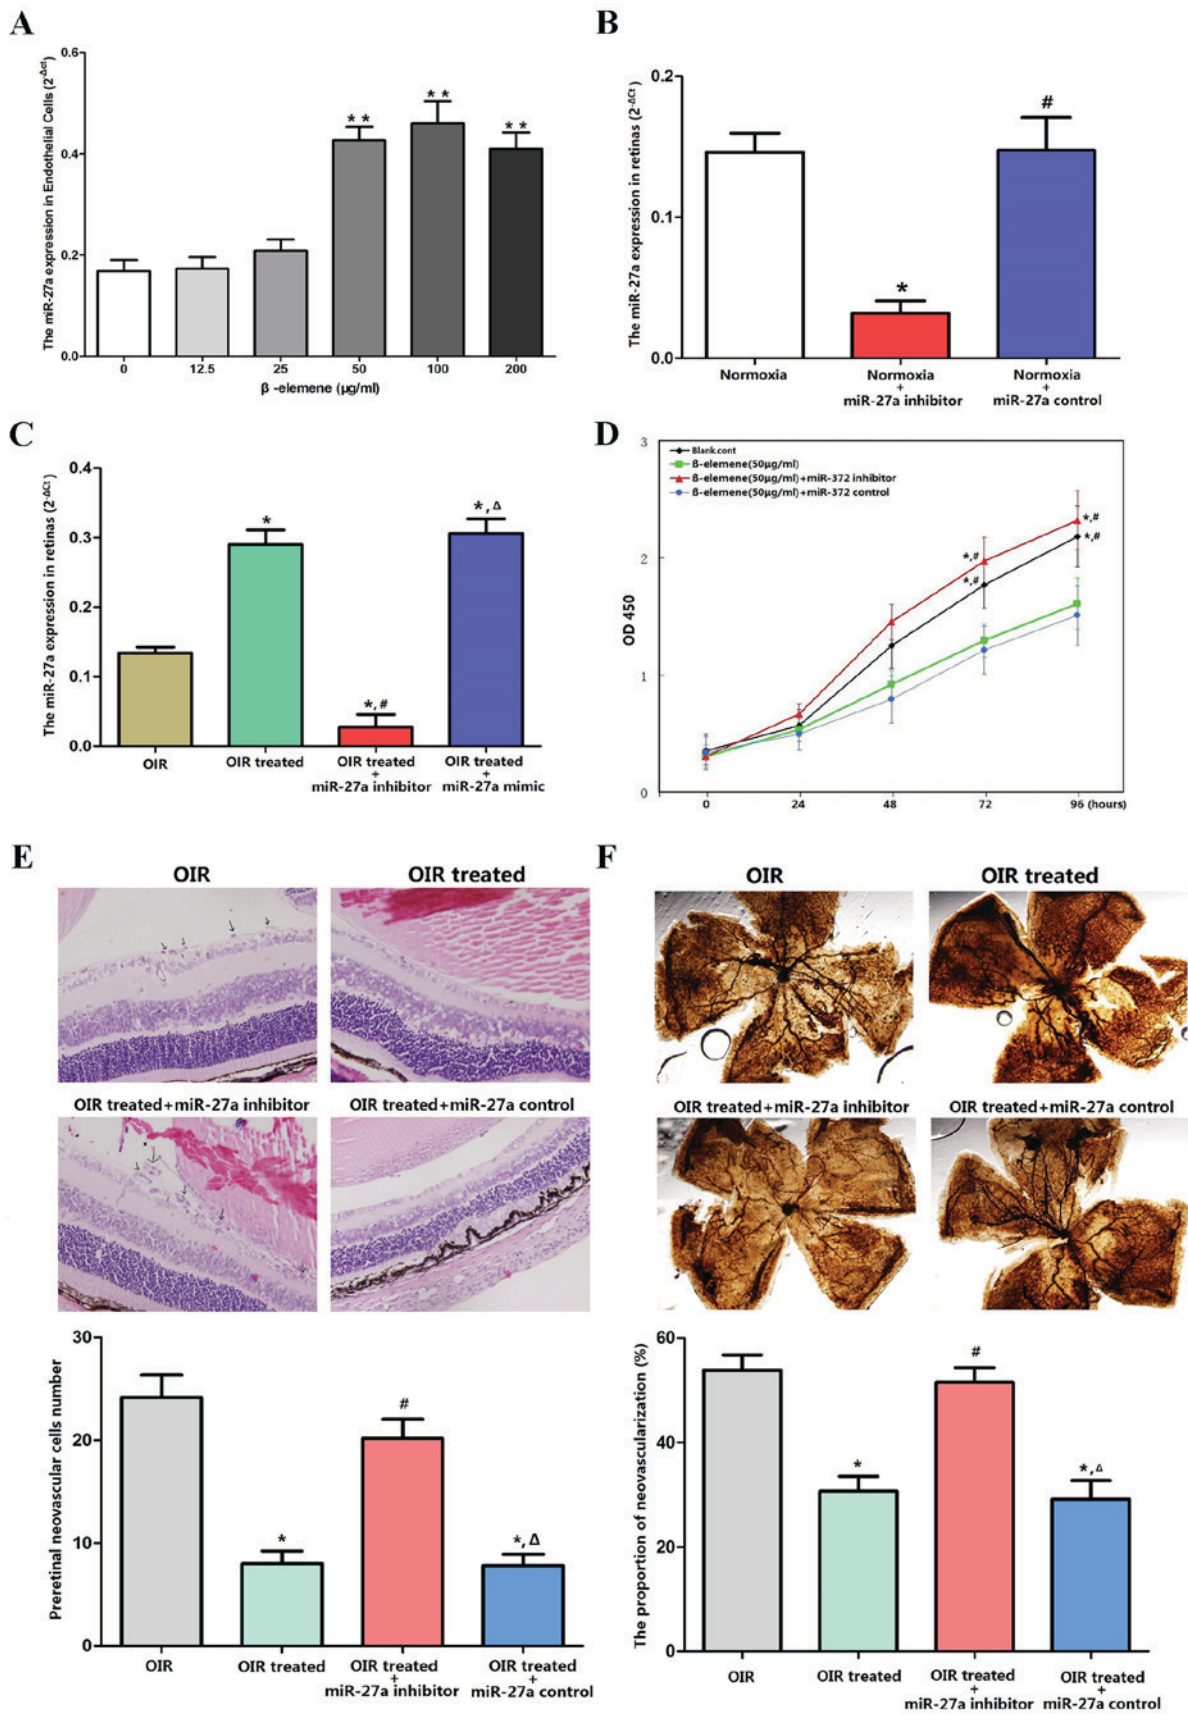 A
The miR-27a expression in Endothelial Cells (2-Δct)
0.6
0.4
0.2
0.0
** ** **
0 12.5 25 50 100 200
β -elemene (μg/ml)
B
The miR-27a expression in retinas (2-ΔCt)
0.2
0.1
0.0
*
#
Normoxia
Normoxia
+
miR-27a inhibitor
Normoxia
+
miR-27a control
C
The miR-27a expression in retinas (2-ΔCt)
0.4
0.3
0.2
0.1
0.0
*
*,#
*,Δ
OIR
OIR treated
OIR treated
+
miR-27a inhibitor
OIR treated
+
miR-27a mimic
D
OD 450
3
2
1
0
Blank.cont
ß-elemene(50μg/ml)
ß-elemene(50μg/ml)+miR-372 inhibitor
ß-elemene(50μg/ml)+miR-372 control
*,#
*,#
*,#
*,#
0 24 48 72 96 (hours)
E
OIR OIR treated
OIR treated+miR-27a inhibitor OIR treated+miR-27a control
Preretinal neovascular cells number
30
20
10
0
*
#
*,Δ
OIR
OIR treated
OIR treated
+
miR-27a inhibitor
OIR treated
+
miR-27a control
F
OIR OIR treated
OIR treated+miR-27a inhibitor OIR treated+miR-27a control
The proportion of neovascularization (%)
60
40
20
0
*
#
*,Δ
OIR
OIR treated
OIR treated
+
miR-27a inhibitor
OIR treated
+
miR-27a control